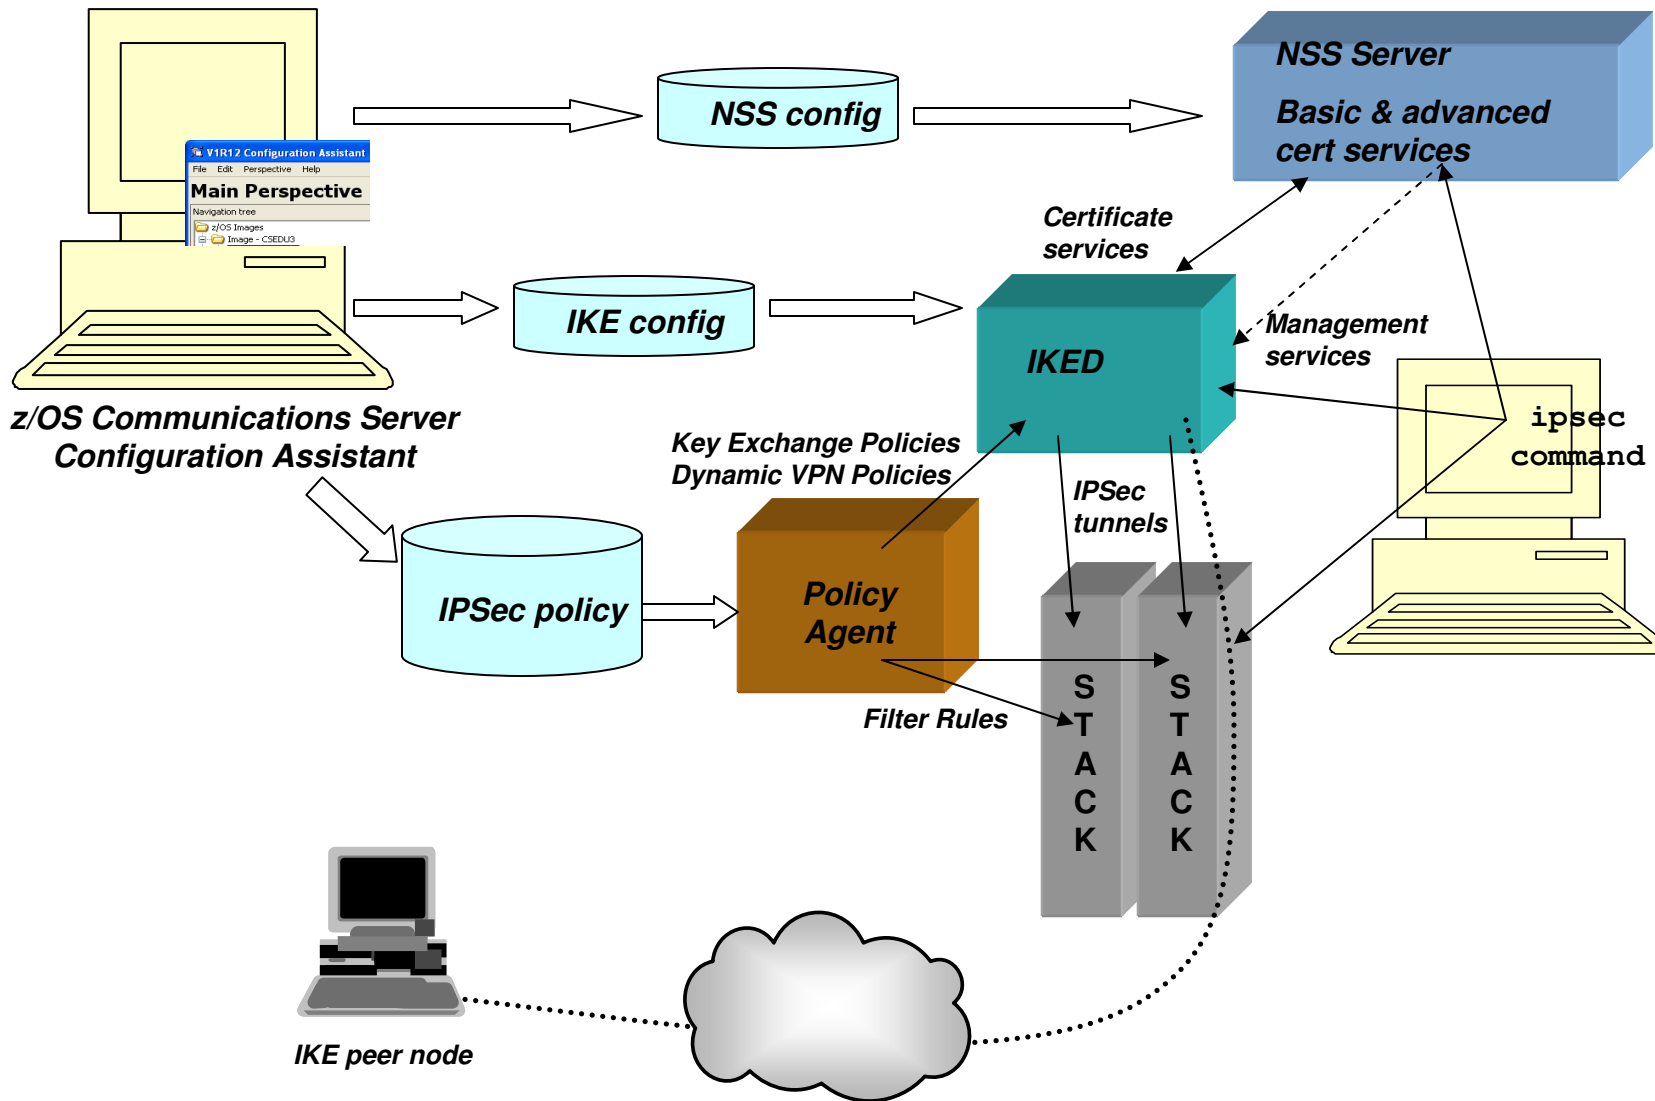 NSS Server
Basic & advanced
cert services
NSS config
V1R12 Configuration Assistant
File Edit Perspective Help
Main Perspective
Navigation tree
z/OS Images
Image - CSEDU3
Certificate
services
IKE config
IKED
Management
services
z/OS Communications Server
Configuration Assistant
ipsec
command
Key Exchange Policies
Dynamic VPN Policies
IPSec
tunnels
IPSec policy
Policy
Agent
Filter Rules
STACK
STACK
IKE peer node